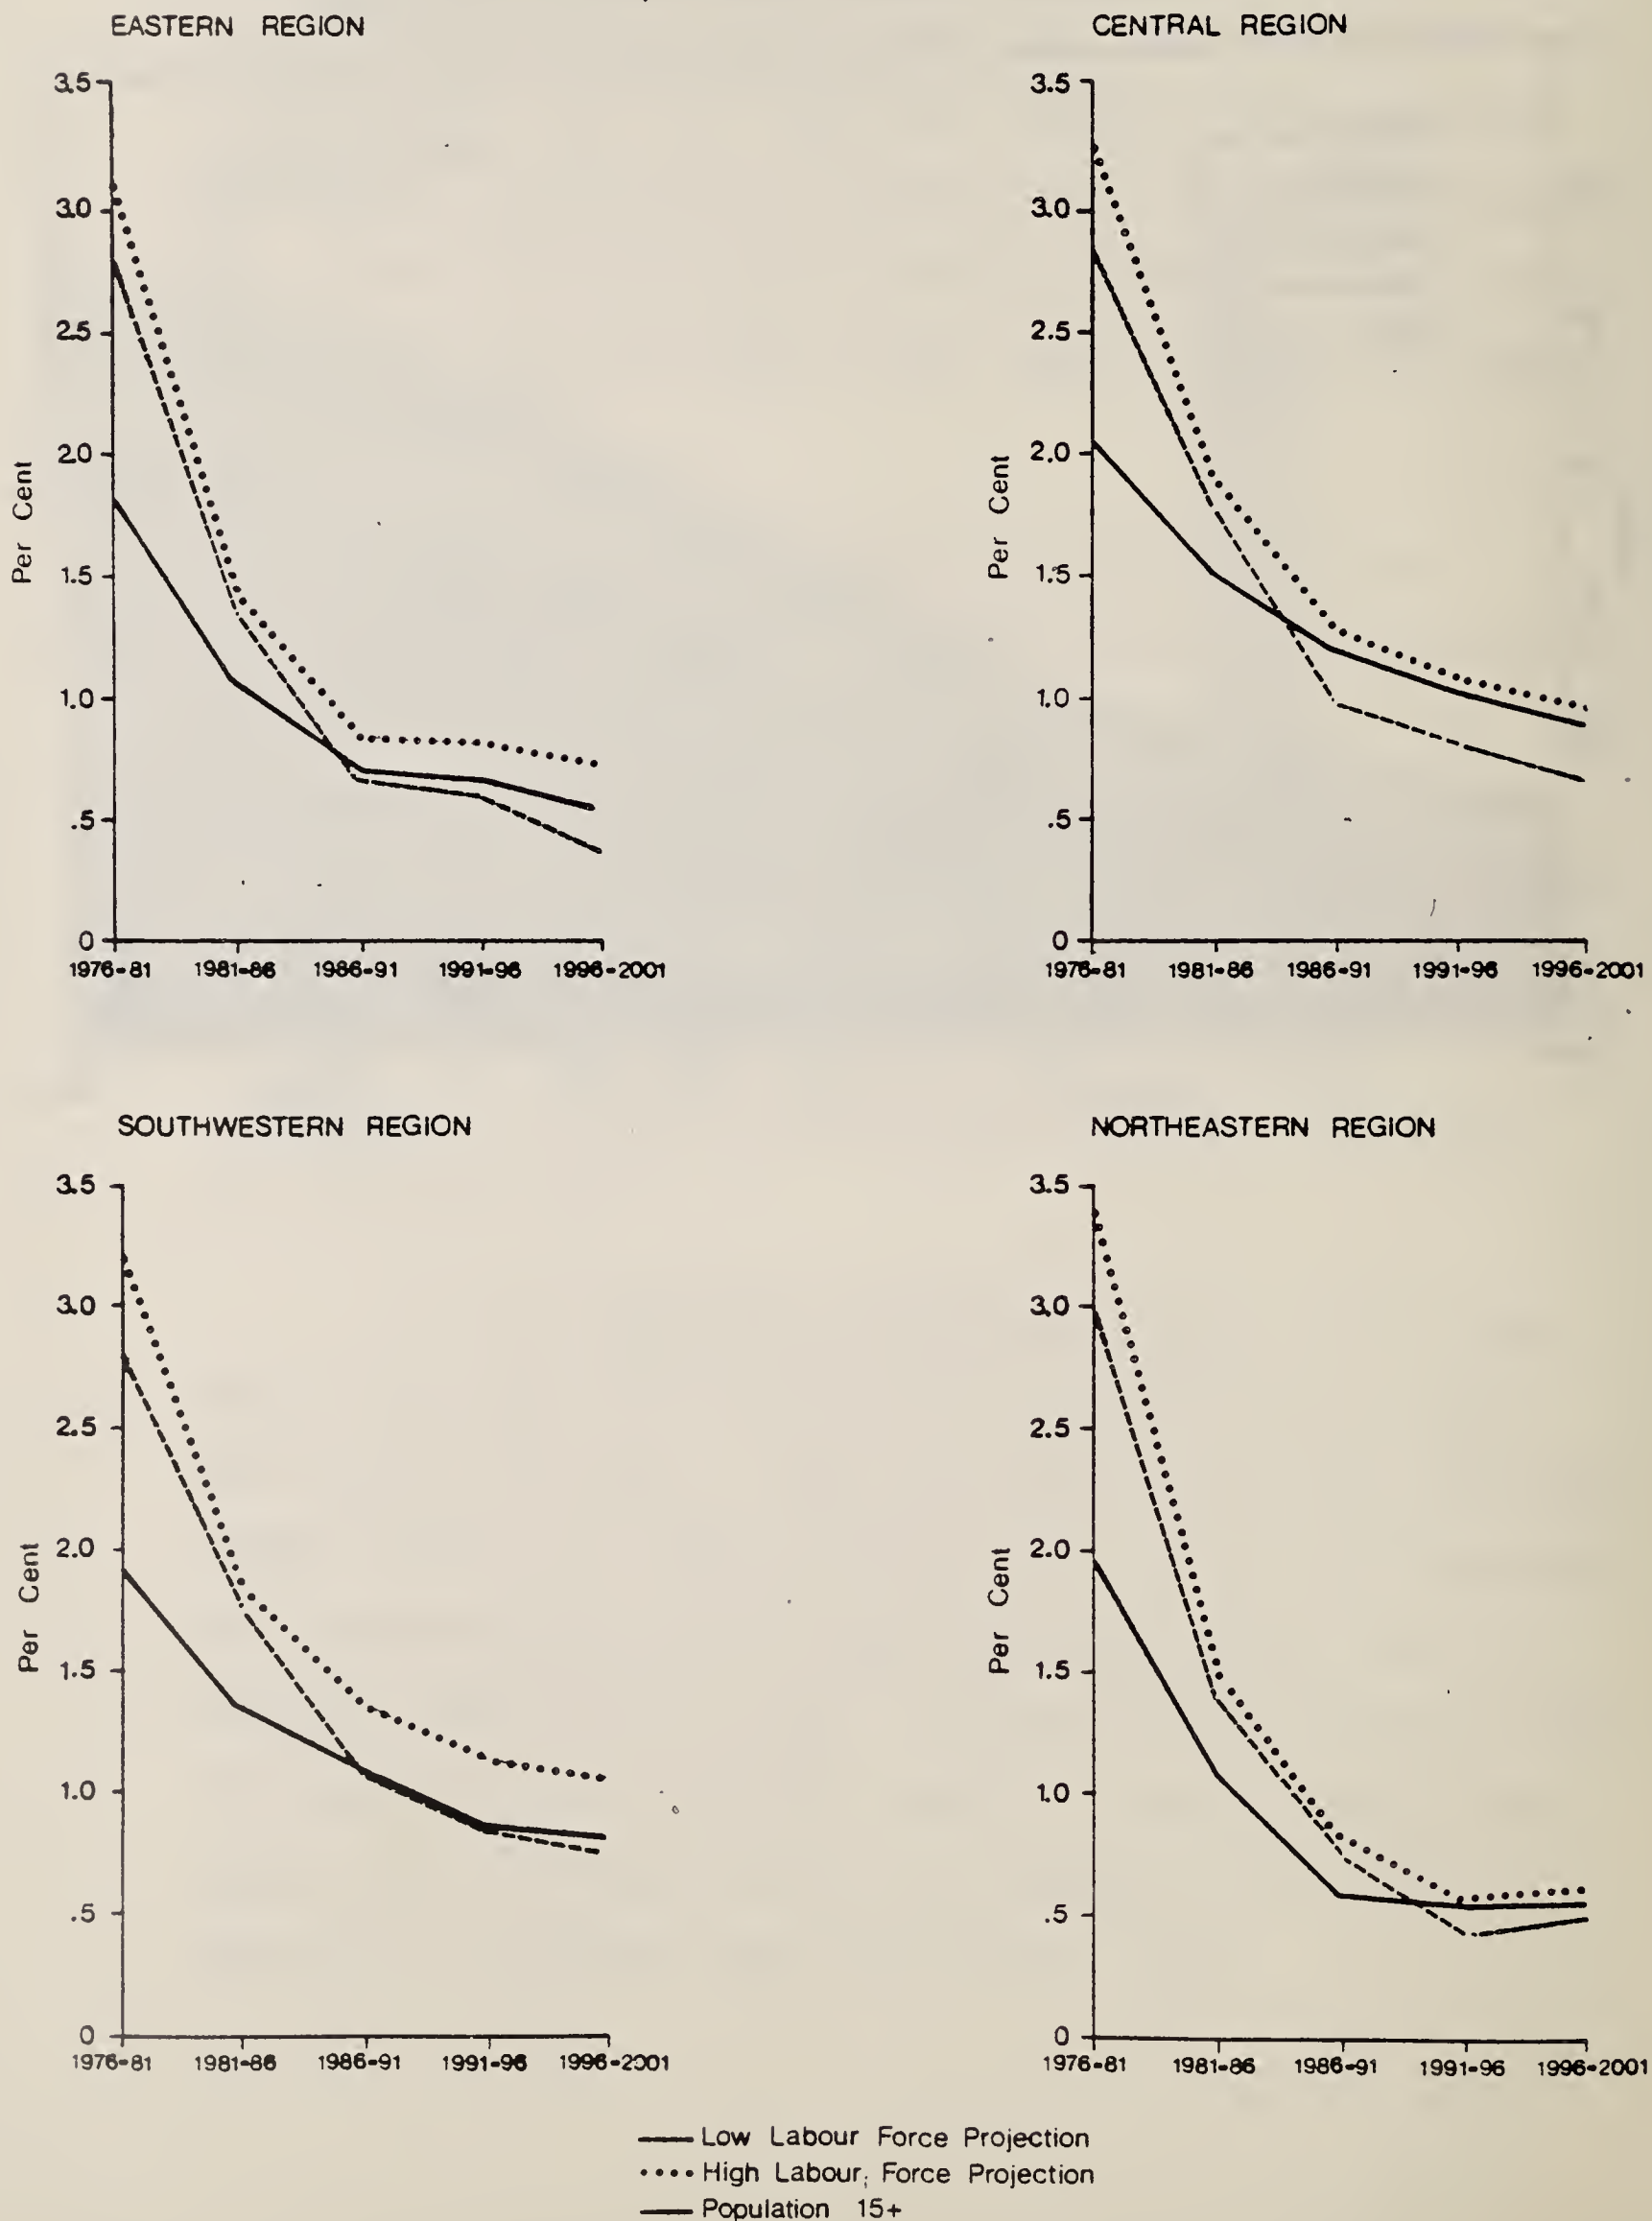 EASTERN REGION
3.5
3.0
2.5
2.0
1.5
1.0
.5
0
Per Cent
1976-81 1981-86 1986-91 1991-96 1996-2001
CENTRAL REGION
3.5
3.0
2.5
2.0
1.5
1.0
.5
0
Per Cent
1976-81 1981-86 1986-91 1991-96 1996-2001
SOUTHWESTERN REGION
3.5
3.0
2.5
2.0
1.5
1.0
.5
0
Per Cent
1976-81 1981-86 1986-91 1991-96 1996-2001
NORTHEASTERN REGION
3.5
3.0
2.5
2.0
1.5
1.0
.5
0
Per Cent
1976-81 1981-86 1986-91 1991-96 1996-2001
Low Labour Force Projection
High Labour Force Projection
Population 15+